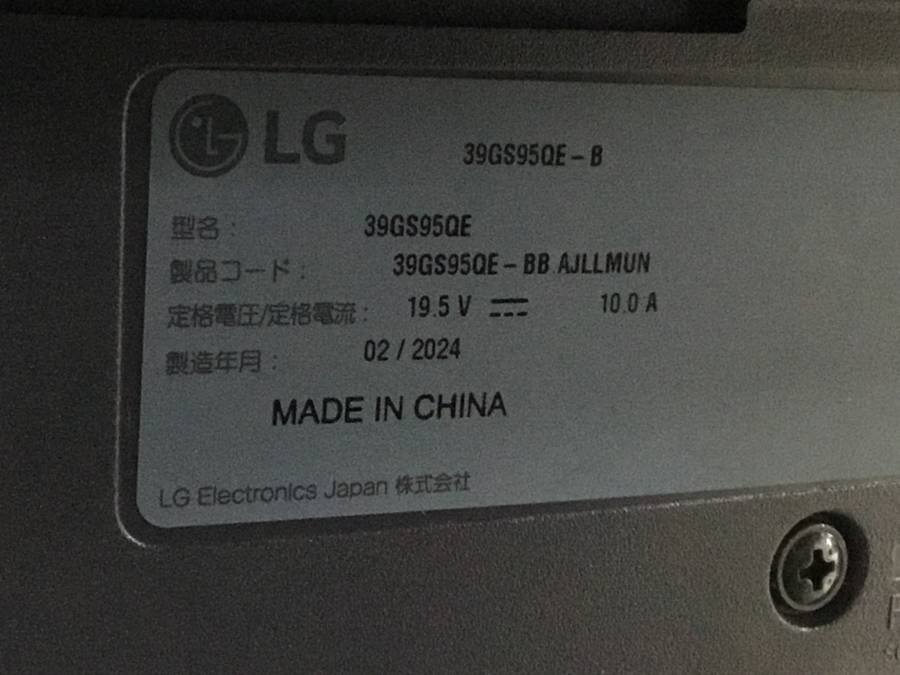 LG 39GS95QE-B
型名: 39GS95QE
製品コード: 39GS95QE-BB AJLLMUN
定格電圧/定格電流: 19.5 V ⎓ 10.0 A
製造年月: 02 / 2024
MADE IN CHINA
LG Electronics Japan 株式会社